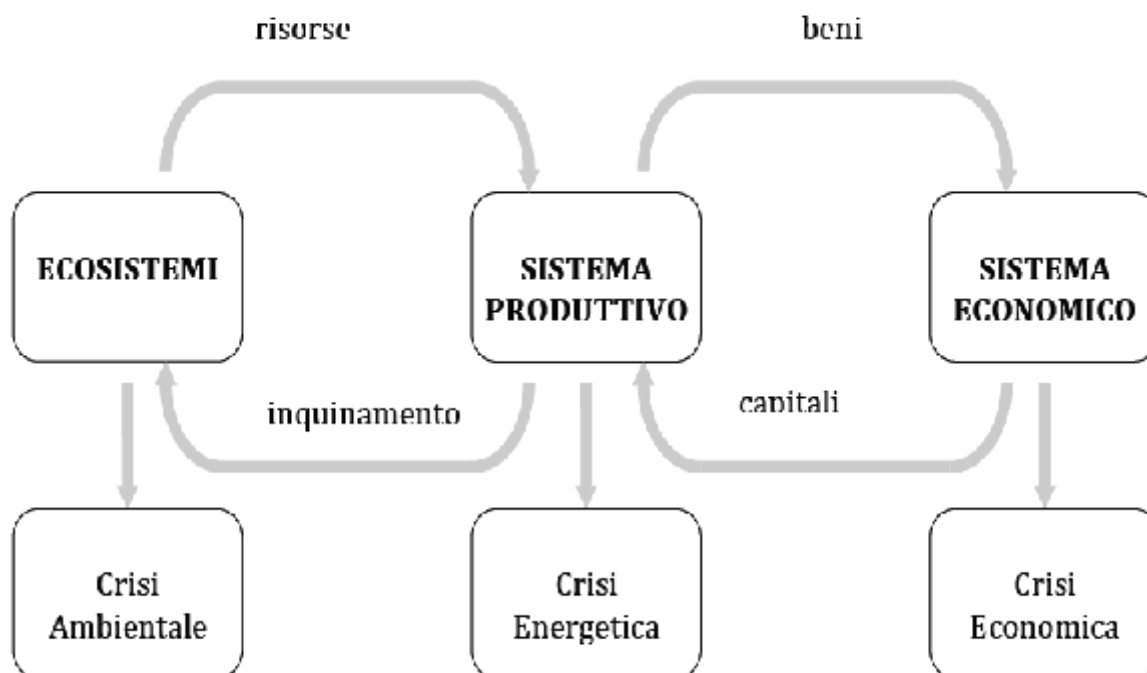 risorse
beni
ECOSISTEMI
SISTEMA
PRODUTTIVO
SISTEMA
ECONOMICO
inquinamento
capitali
Crisi
Ambientale
Crisi
Energetica
Crisi
Economica